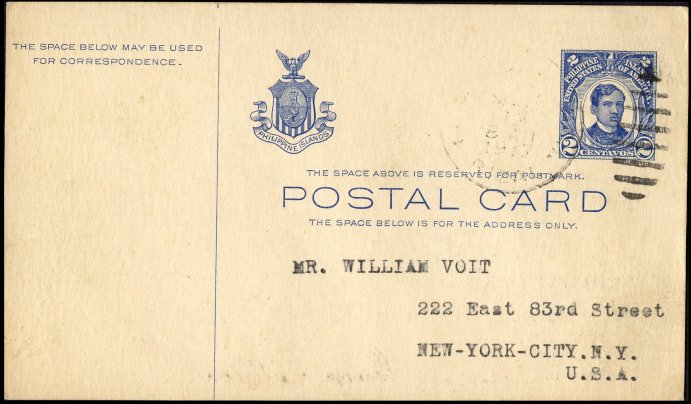 THE SPACE BELOW MAY BE USED
FOR CORRESPONDENCE.
PHILIPPINE ISLANDS
2 2
PHILIPPINE ISLANDS
UNITED STATES OF AMERICA
2 CENTAVOS 2
THE SPACE ABOVE IS RESERVED FOR POSTMARK.
POSTAL CARD
THE SPACE BELOW IS FOR THE ADDRESS ONLY.
MR. WILLIAM VOIT
222 East 83rd Street
NEW-YORK-CITY.N.Y.
U.S.A.